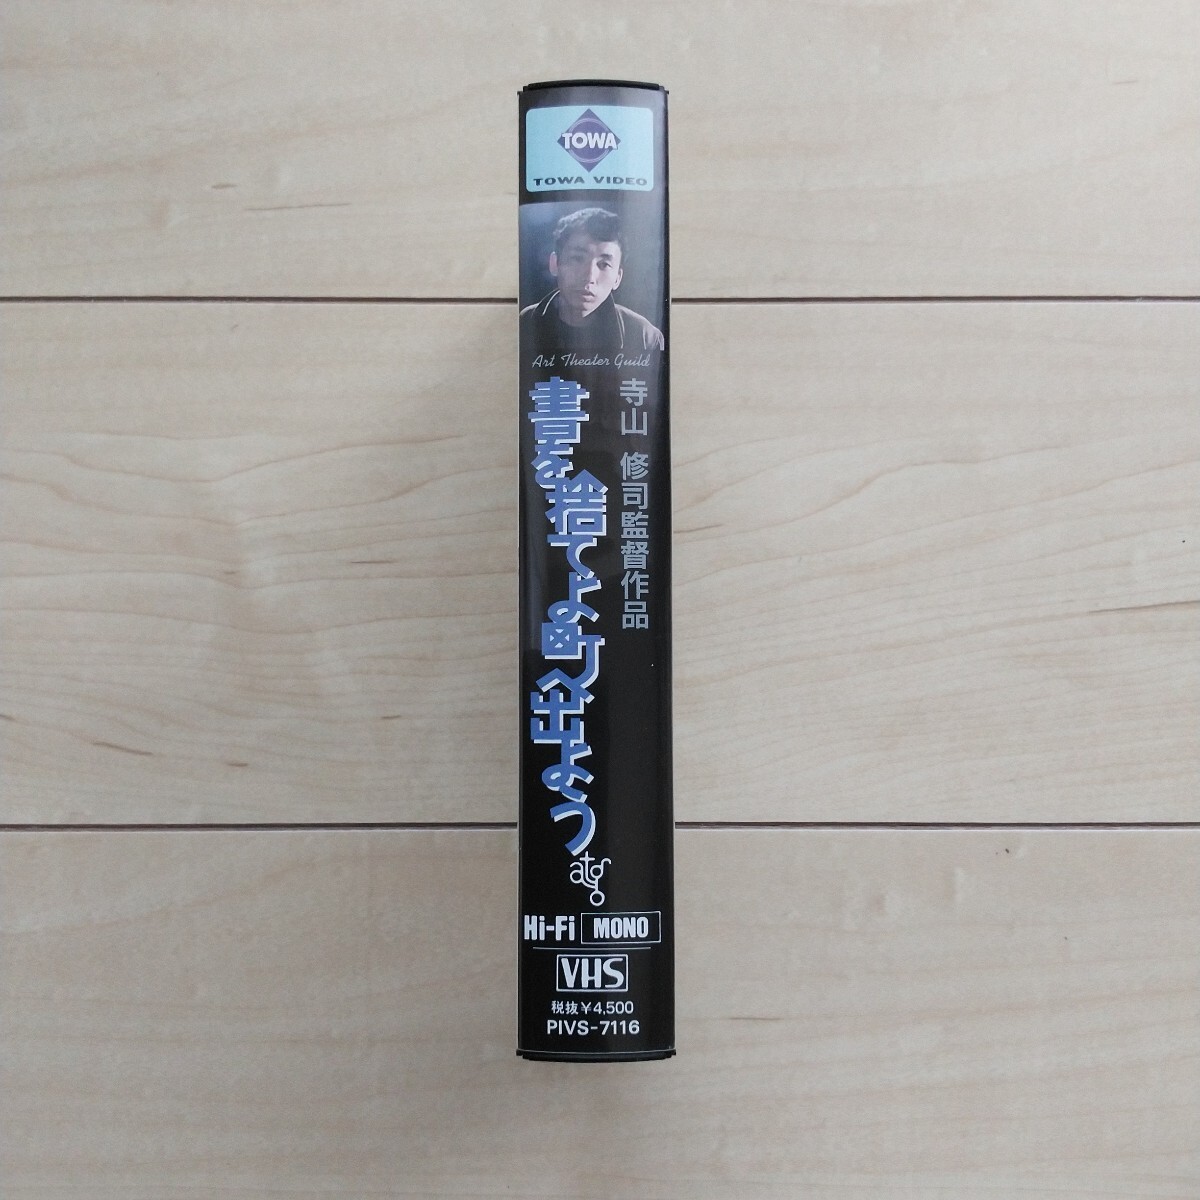 TOWA
TOWA VIDEO
Art Theater Guild
寺山 修司監督作品
書を捨てよ町へ出よう
atg
Hi-Fi MONO
VHS
税抜¥4,500
PIVS-7116